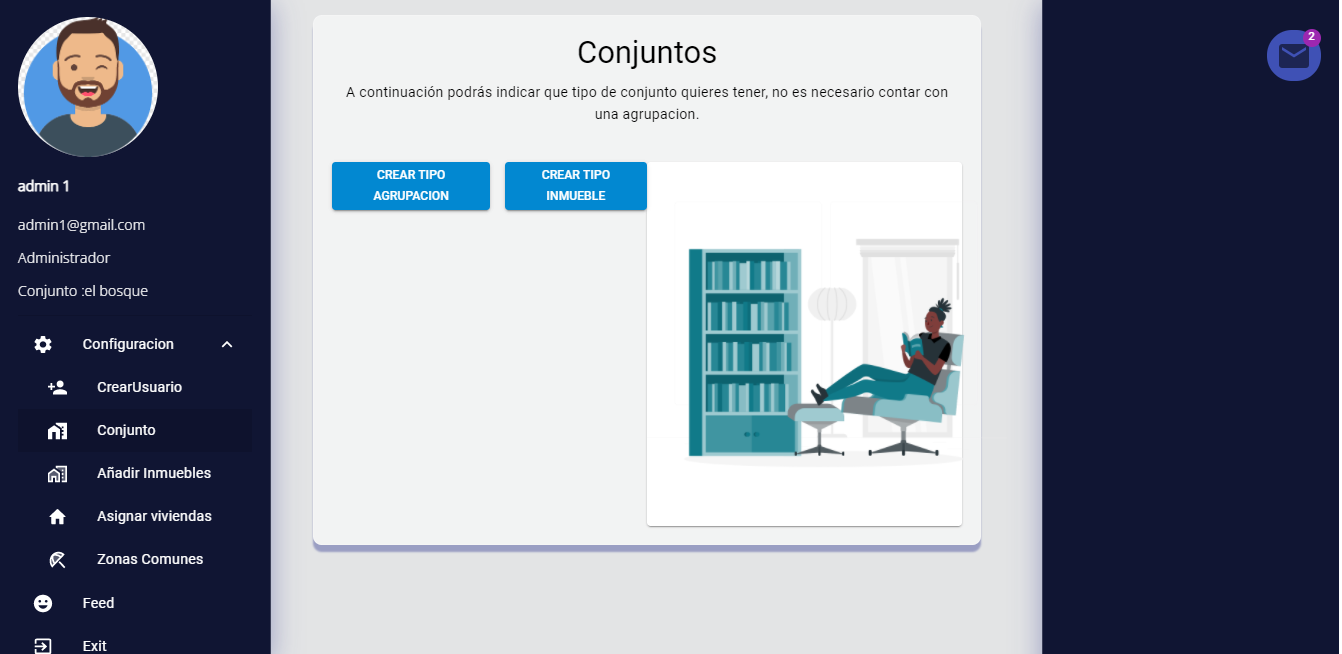 admin 1
admin1@gmail.com
Administrador
Conjunto :el bosque
Configuracion
CrearUsuario
Conjunto
Añadir Inmuebles
Asignar viviendas
Zonas Comunes
Feed
Exit
Conjuntos
A continuación podrás indicar que tipo de conjunto quieres tener, no es necesario contar con
una agrupacion.
CREAR TIPO
AGRUPACION
CREAR TIPO
INMUEBLE
2